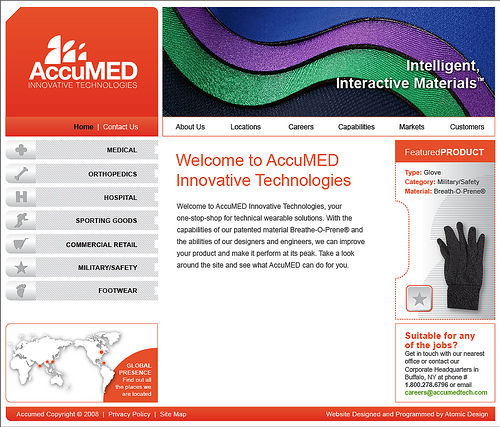 AccuMED
INNOVATIVE TECHNOLOGIES
Home | Contact Us
Intelligent,
Interactive Materials™
About Us Locations Careers Capabilities Markets Customers
MEDICAL
ORTHOPEDICS
H HOSPITAL
SPORTING GOODS
COMMERCIAL RETAIL
MILITARY/SAFETY
FOOTWEAR
Welcome to AccuMED
Innovative Technologies
Welcome to AccuMED Innovative Technologies, your
one-stop-shop for technical wearable solutions. With the
capabilities of our patented material Breathe-O-Prene® and
the abilities of our designers and engineers, we can improve
your product and make it perform at its peak. Take a look
around the site and see what AccuMED can do for you.
FeaturedPRODUCT
Type: Glove
Category: Military/Safety
Material: Breath-O-Prene®
GLOBAL
PRESENCE
Find out all
the places we
are located
Suitable for any
of the jobs?
Get in touch with our nearest
office or contact our
Corporate Headquarters in
Buffalo, NY at phone #
1.800.278.6796 or email
careers@accumedtech.com
Accumed Copyright © 2008 | Privacy Policy | Site Map
Website Designed and Programmed by Atomic Design